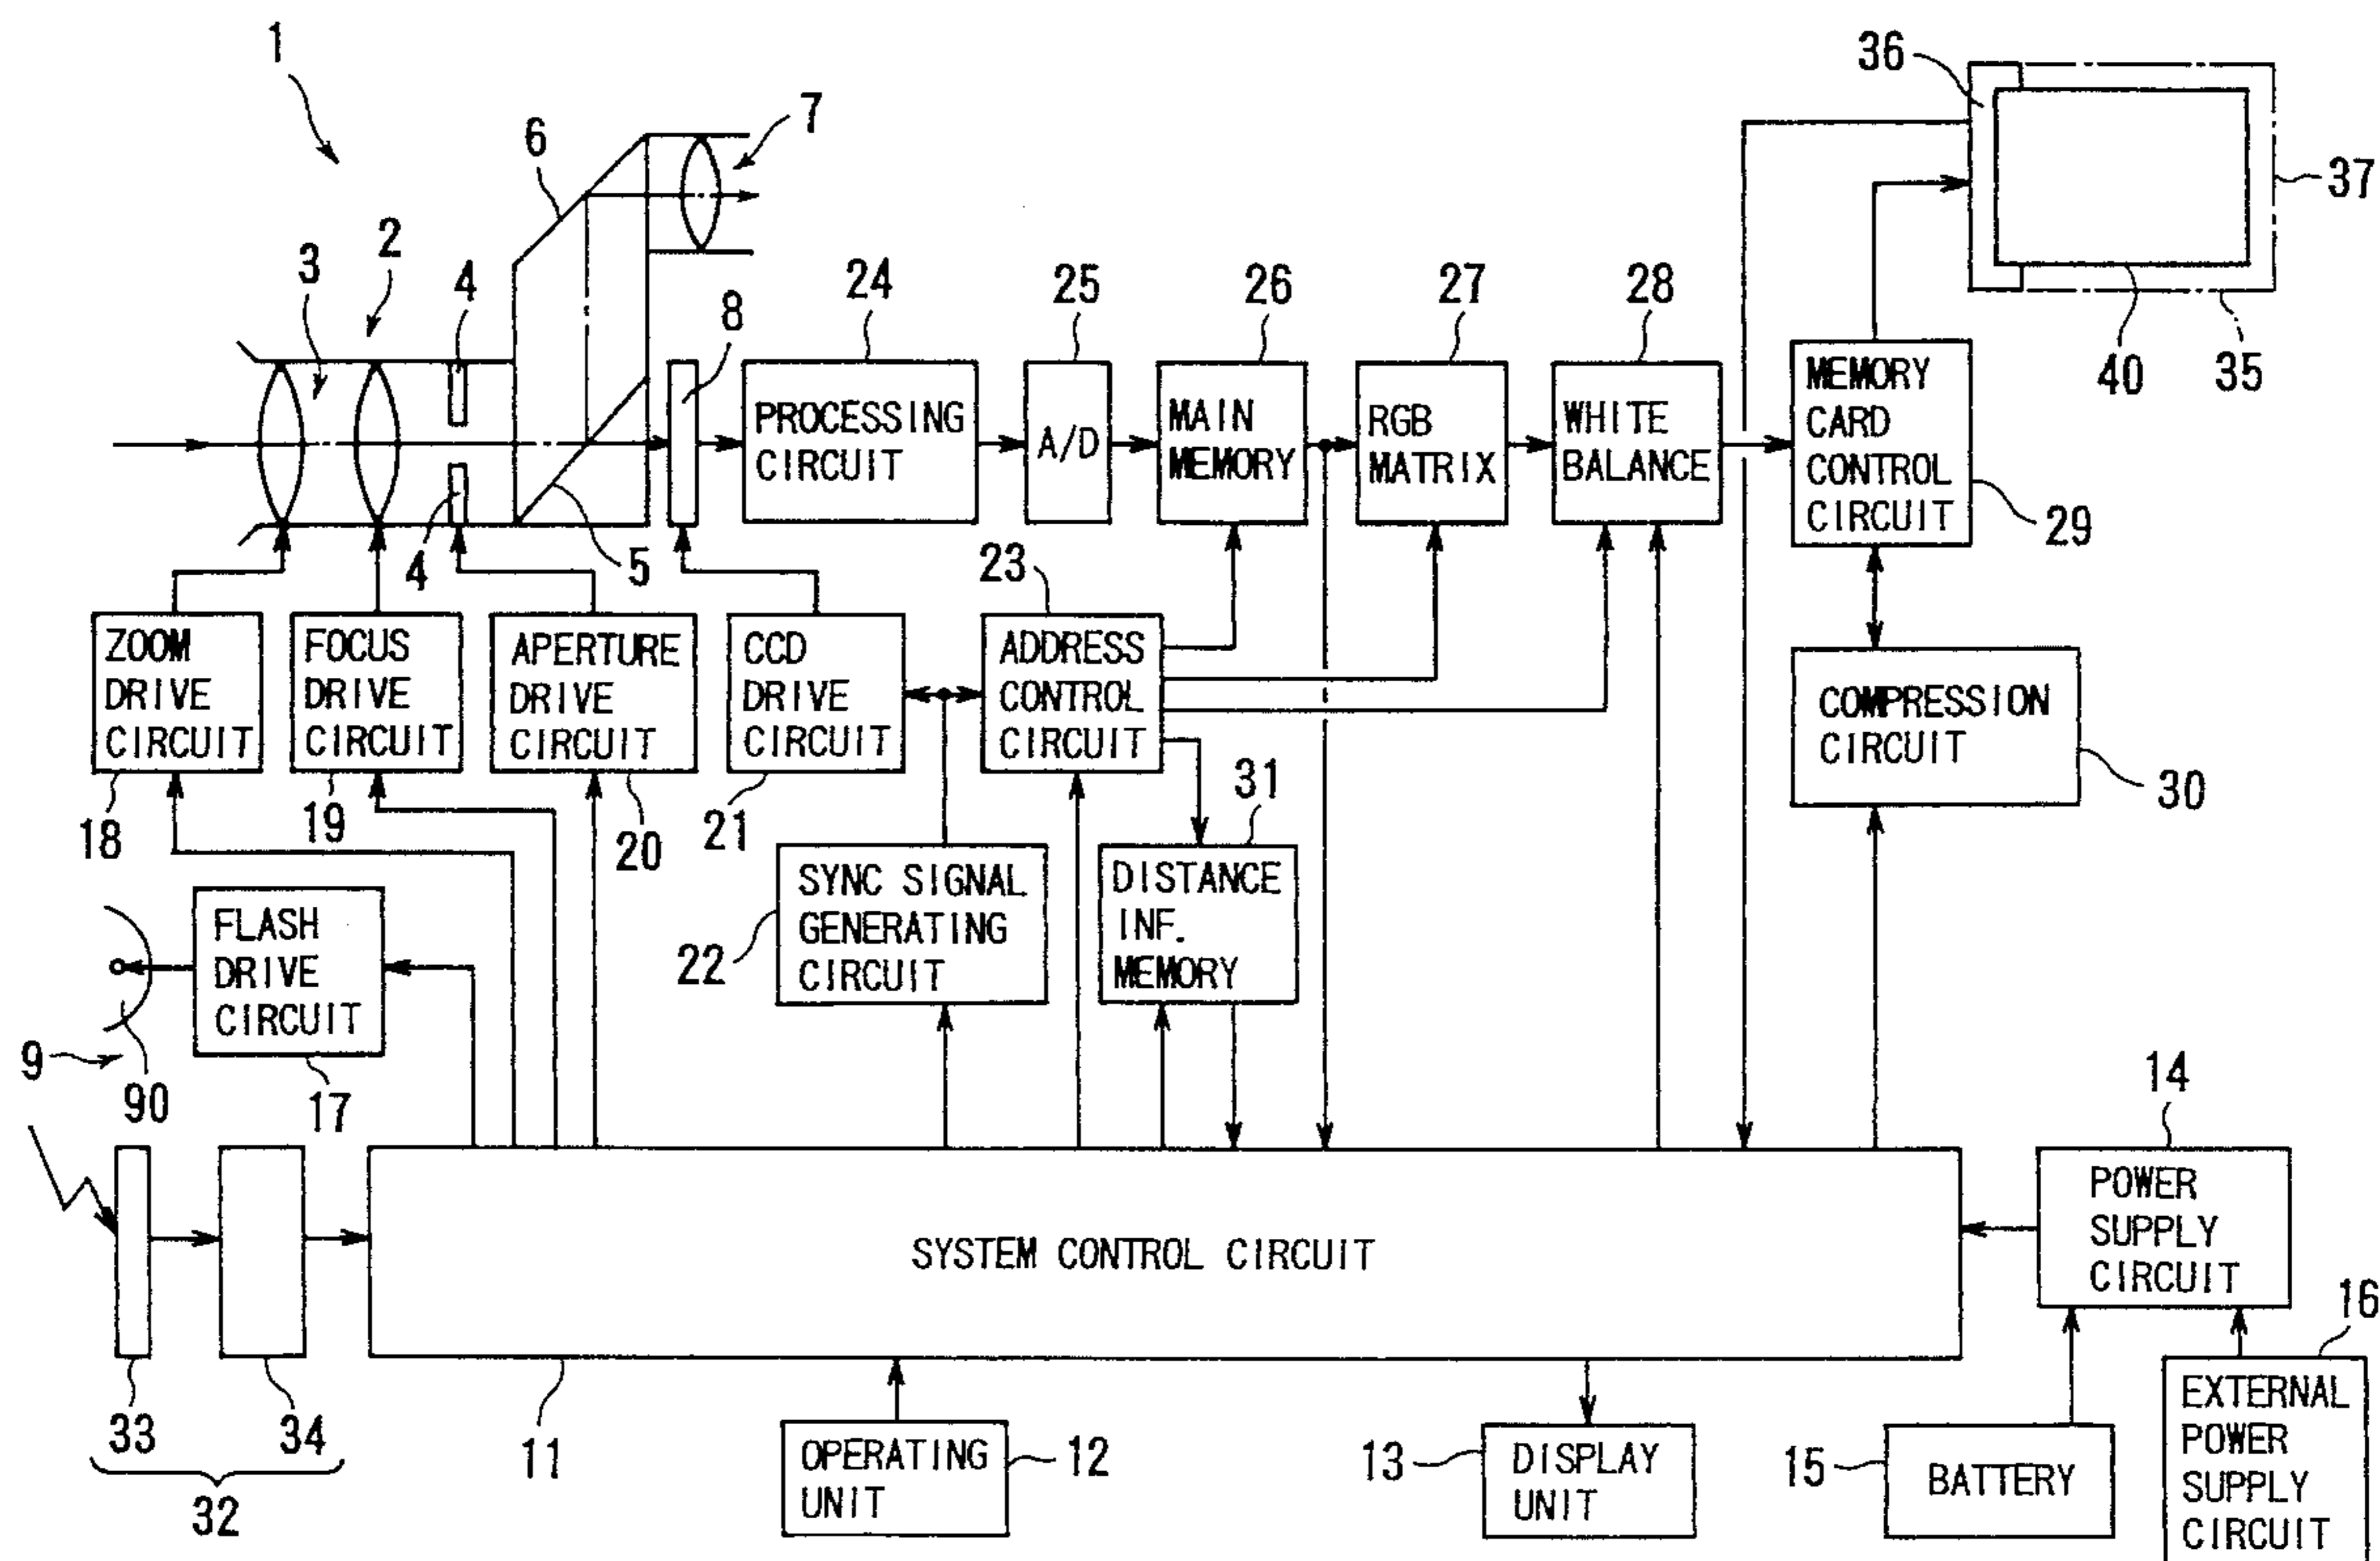 1
36
7
6
37
2
3
4
24
25
26
27
28
8
40
35
PROCESSING
CIRCUIT
A/D
MAIN
MEMORY
RGB
MATRIX
WHITE
BALANCE
MEMORY
CARD
CONTROL
CIRCUIT
29
4
5
23
ZOOM
DRIVE
CIRCUIT
FOCUS
DRIVE
CIRCUIT
APERTURE
DRIVE
CIRCUIT
CCD
DRIVE
CIRCUIT
ADDRESS
CONTROL
CIRCUIT
COMPRESSION
CIRCUIT
18
19
20
21
31
30
FLASH
DRIVE
CIRCUIT
SYNC SIGNAL
GENERATING
CIRCUIT
22
DISTANCE
INF.
MEMORY
9
90
17
14
POWER
SUPPLY
CIRCUIT
SYSTEM CONTROL CIRCUIT
16
33
34
32
11
OPERATING
UNIT
12
13
DISPLAY
UNIT
15
BATTERY
EXTERNAL
POWER
SUPPLY
CIRCUIT